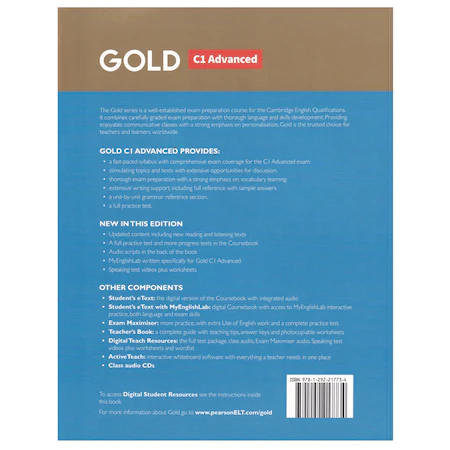 GOLD C1 Advanced
The Gold series is a well-established exam preparation course for the Cambridge English Qualifications.
It combines carefully graded exam preparation with thorough language and skills development. Providing
enjoyable communicative classes with a strong emphasis on personalisation, Gold is the trusted choice for
teachers and learners worldwide.
GOLD C1 ADVANCED PROVIDES:
• a fast-paced syllabus with comprehensive exam coverage for the C1 Advanced exam
• stimulating topics and texts with extensive opportunities for discussion.
• thorough exam preparation with a strong emphasis on vocabulary learning.
• extensive writing support including full reference with sample answers
• a unit-by-unit grammar reference section.
• a full practice test.
NEW IN THIS EDITION
• Updated content including new reading and listening texts
• A full practice test and more progress tests in the Coursebook
• Audio scripts in the back of the book
• MyEnglishLab written specifically for Gold C1 Advanced
• Speaking test videos plus worksheets
OTHER COMPONENTS
• Student's eText: the digital version of the Coursebook with integrated audio
• Student's eText with MyEnglishLab: digital Coursebook with access to MyEnglishLab interactive
practice, both language and exam skills
• Exam Maximiser: more practice, with extra Use of English work and a complete practice test
• Teacher's Book: a complete guide with teaching tips, answer keys and photocopiable worksheets
• Digital Teach Resources: the full test package, class audio, Exam Maximiser audio, Speaking test
videos plus worksheets and wordlist
• ActiveTeach: interactive whiteboard software with everything a teacher needs, in one place
• Class audio CDs
ISBN 978-1-292-21773-4
To access Digital Student Resources see the instructions inside
this book.
For more information about Gold go to www.pearsonELT.com/gold